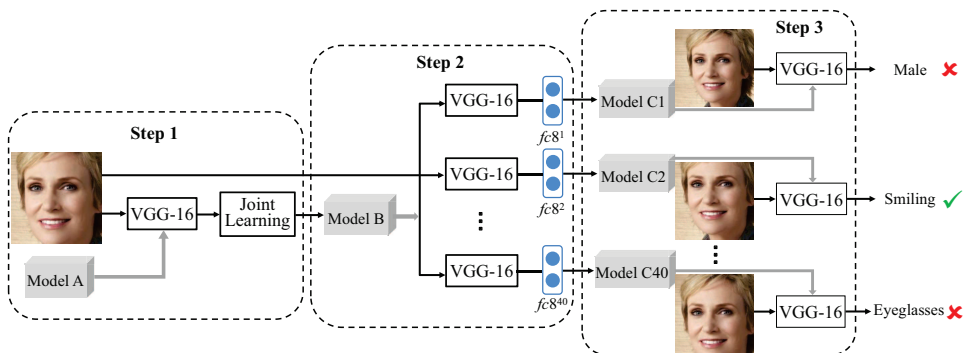 Step 1
VGG-16
Joint
Learning
Model A
Step 2
Model B
VGG-16
fc8¹
VGG-16
fc8²
⋮
VGG-16
fc8⁴⁰
Step 3
Model C1
VGG-16
Male ✘
Model C2
VGG-16
Smiling ✓
⋮
Model C40
VGG-16
Eyeglasses ✘